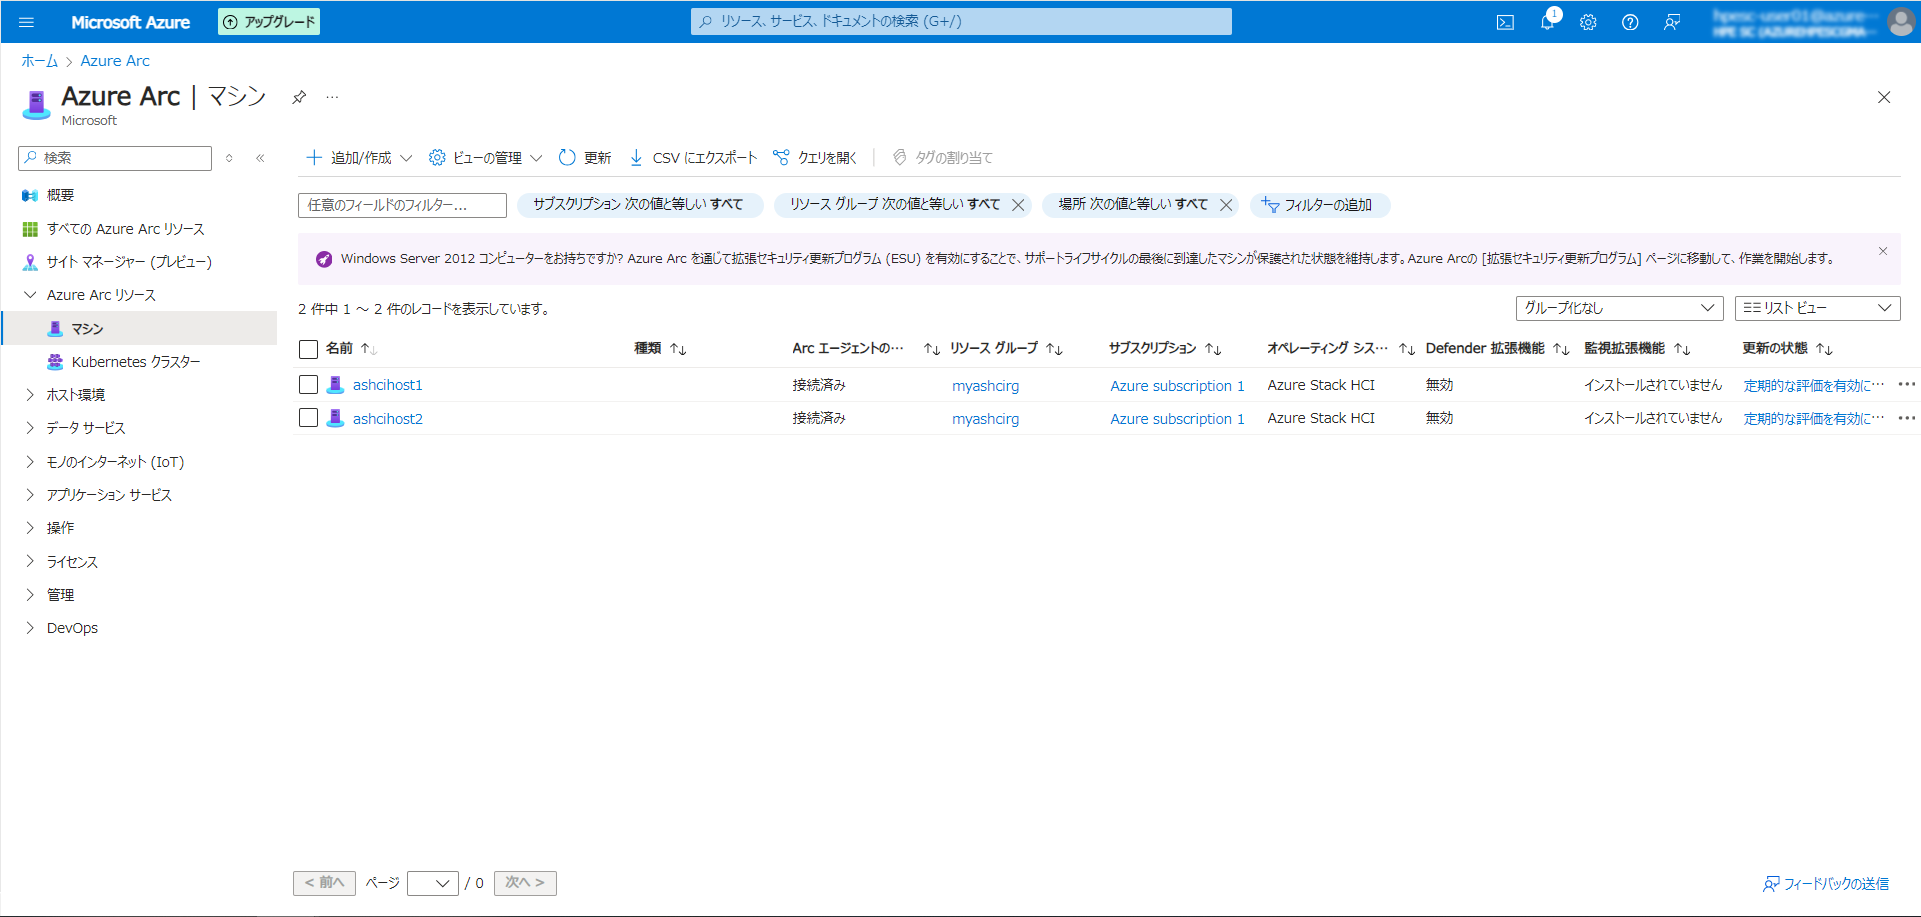 Microsoft Azure
アップグレード
リソース、サービス、ドキュメントの検索 (G+/)
1
ホーム > Azure Arc
Azure Arc | マシン
...
Microsoft
検索
«
概要
すべての Azure Arc リソース
サイト マネージャー (プレビュー)
Azure Arc リソース
マシン
Kubernetes クラスター
ホスト環境
データ サービス
モノのインターネット (IoT)
アプリケーション サービス
操作
ライセンス
管理
DevOps
追加/作成 ビューの管理 更新 CSV にエクスポート クエリを開く タグの割り当て
任意のフィールドのフィルター... サブスクリプション 次の値と等しい すべて リソース グループ 次の値と等しい すべて 場所 次の値と等しい すべて フィルターの追加
Windows Server 2012 コンピューターをお持ちですか? Azure Arc を通じて拡張セキュリティ更新プログラム (ESU) を有効にすることで、サポートライフサイクルの最後に到達したマシンが保護された状態を維持します。Azure Arcの [拡張セキュリティ更新プログラム] ページに移動して、作業を開始します。
2 件中 1 ～ 2 件のレコードを表示しています。
グループ化なし リスト ビュー
名前 ↑↓ 種類 ↑↓ Arc エージェントの… ↑↓ リソース グループ ↑↓ サブスクリプション ↑↓ オペレーティング シス… ↑↓ Defender 拡張機能 ↑↓ 監視拡張機能 ↑↓ 更新の状態 ↑↓
ashcihost1 接続済み myashcirg Azure subscription 1 Azure Stack HCI 無効 インストールされていません 定期的な評価を有効に… …
ashcihost2 接続済み myashcirg Azure subscription 1 Azure Stack HCI 無効 インストールされていません 定期的な評価を有効に… …
< 前へ ページ / 0 次へ >
フィードバックの送信